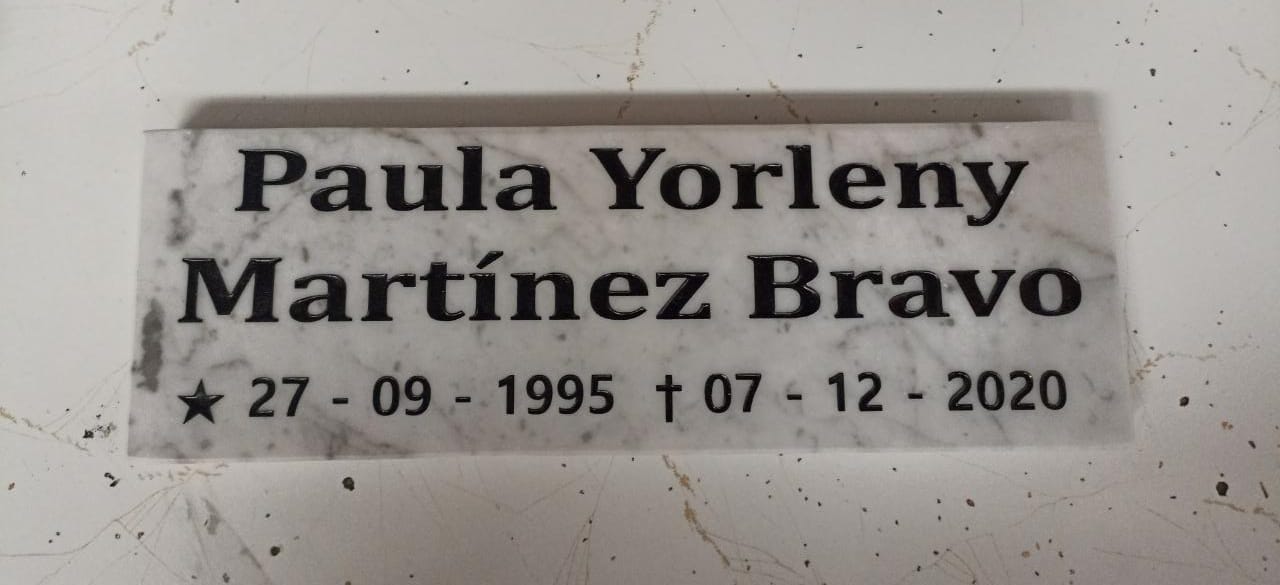 Paula Yorleny
Martínez Bravo
★ 27 - 09 - 1995 † 07 - 12 - 2020